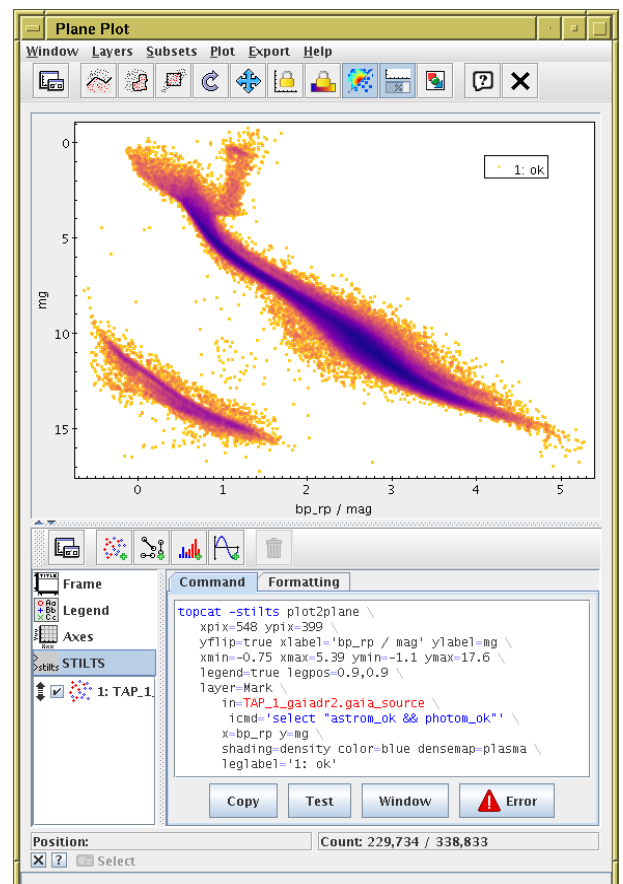 Plane Plot
Window Layers Subsets Plot Export Help
%
1: ok
0
5
10
15
mg
0 1 2 3 4 5
bp_rp / mag
TITLE Frame
Command Formatting
Aa Bb Cc Legend
Axes
stilts STILTS
1: TAP_1_
topcat -stilts plot2plane \
xpix=548 ypix=399 \
yflip=true xlabel='bp_rp / mag' ylabel=mg \
xmin=-0.75 xmax=5.39 ymin=-1.1 ymax=17.6 \
legend=true legpos=0.9,0.9 \
layer=Mark \
in=TAP_1_gaiadr2.gaia_source \
icmd='select "astrom_ok && photom_ok"' \
x=bp_rp y=mg \
shading=density color=blue densemap=plasma \
leglabel='1: ok'
Copy Test Window Error
Position: Count: 229,734 / 338,833
Select